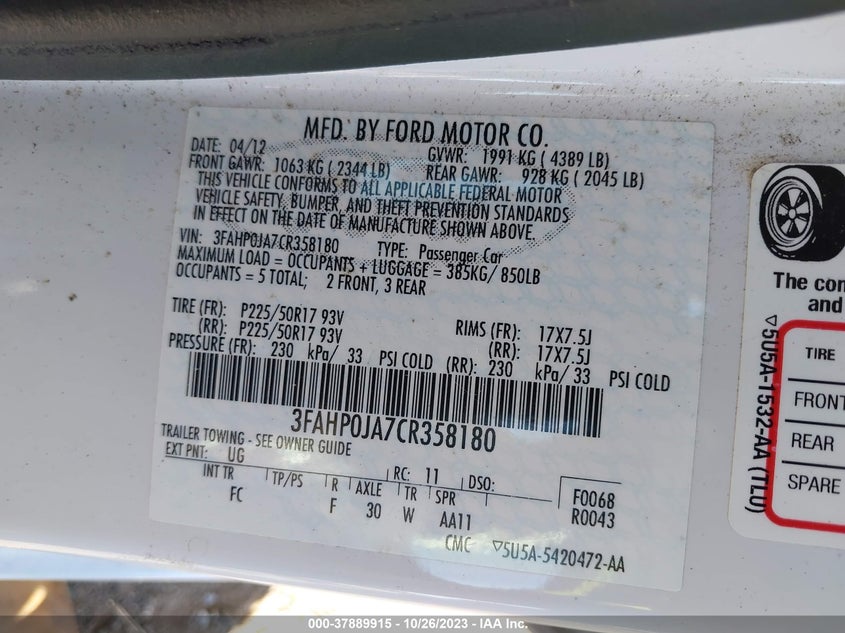 MFD. BY FORD MOTOR CO.
DATE: 04/12 GVWR: 1991 KG ( 4389 LB)
FRONT GAWR: 1063 KG ( 2344 LB) REAR GAWR: 928 KG ( 2045 LB)
THIS VEHICLE CONFORMS TO ALL APPLICABLE FEDERAL MOTOR
VEHICLE SAFETY, BUMPER, AND THEFT PREVENTION STANDARDS
IN EFFECT ON THE DATE OF MANUFACTURE SHOWN ABOVE.
VIN: 3FAHP0JA7CR358180 TYPE: Passenger Car
MAXIMUM LOAD = OCCUPANTS + LUGGAGE = 385KG/ 850LB
OCCUPANTS = 5 TOTAL; 2 FRONT, 3 REAR
TIRE (FR): P225/50R17 93V RIMS (FR): 17X7.5J
(RR): P225/50R17 93V (RR): 17X7.5J
PRESSURE (FR): 230 kPa/ 33 PSI COLD (RR): 230 kPa/ 33 PSI COLD
3FAHP0JA7CR358180
TRAILER TOWING - SEE OWNER GUIDE
EXT PNT: UG RC: 11 DSO:
INT TR TP/PS R AXLE TR SPR F0068
FC F 30 W AA11 R0043
CMC ▽5U5A-5420472-AA
The con
and
▽5U5A-1532-AA (TLU)
TIRE
FRONT
REAR
SPARE
000-37889915 - 10/26/2023 - IAA Inc.